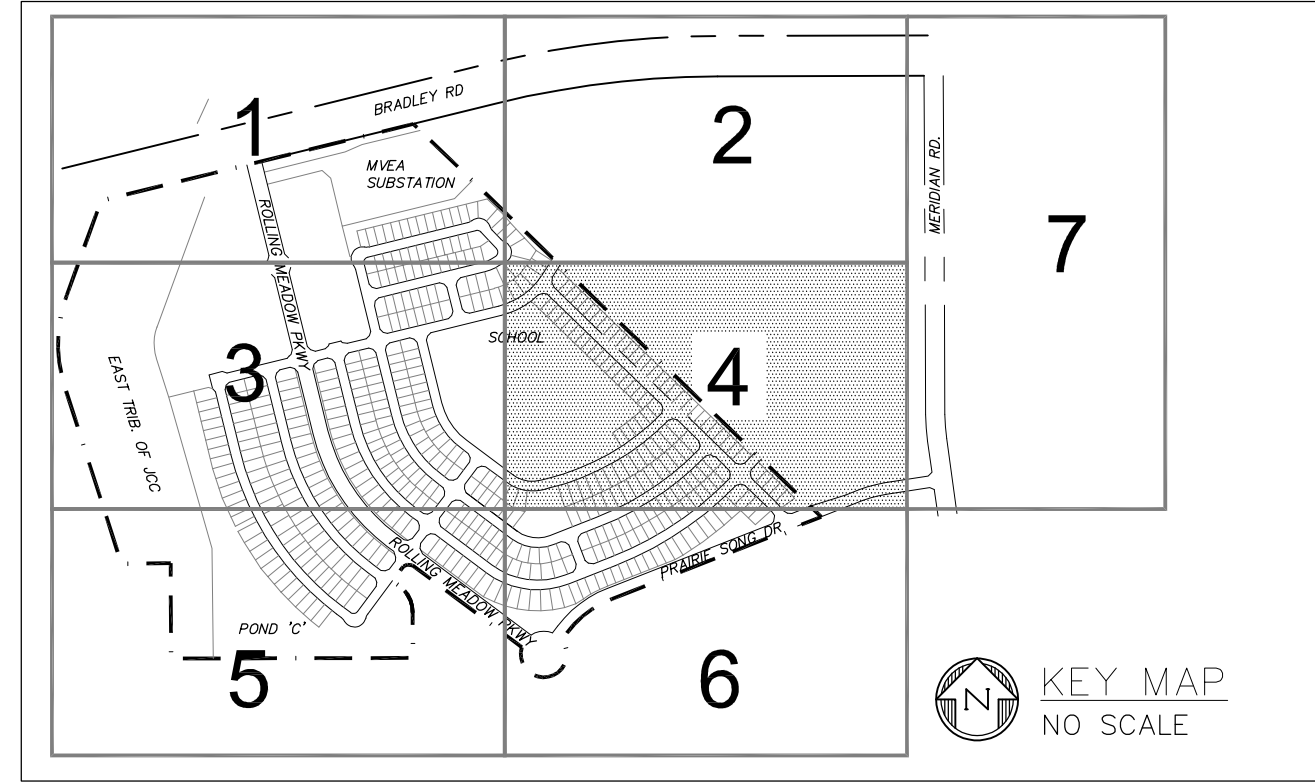 1
BRADLEY RD
2
MERIDIAN RD.
7
MVEA
SUBSTATION
ROLLING MEADOW PKWY
SCHOOL
3
4
EAST TRIB. OF JCC
ROLLING MEADOW PKWY
PRAIRIE SONG DR
POND 'C'
5
6
N
KEY MAP
NO SCALE